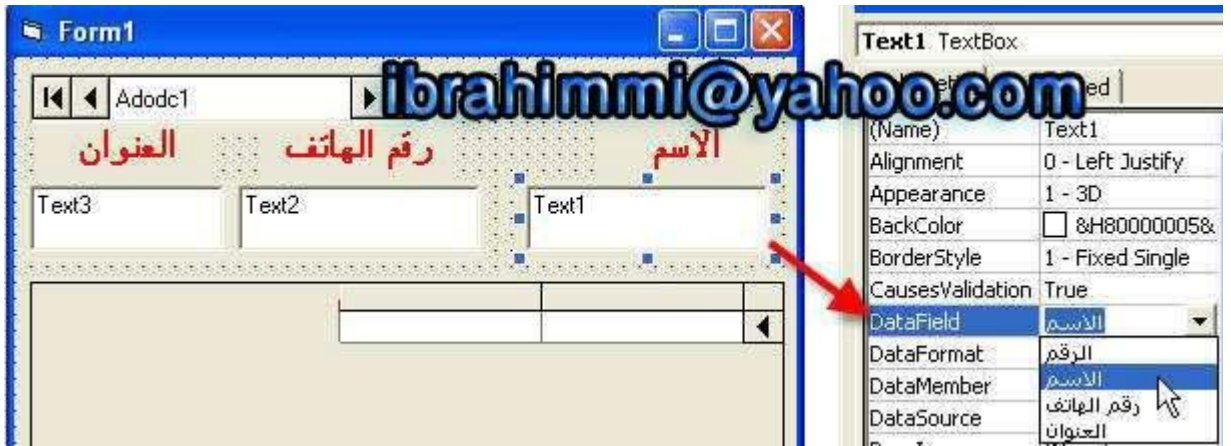 Form1
Adodc1
ibrahimmi@yahoo.com
الاسم رقم الهاتف العنوان
Text3 Text2 Text1
Text1 TextBox
(Name) Text1
Alignment 0 - Left Justify
Appearance 1 - 3D
BackColor &H80000005&
BorderStyle 1 - Fixed Single
CausesValidation True
DataField الاسم
DataFormat الرقم
DataMember الاسم
DataSource رقم الهاتف
العنوان